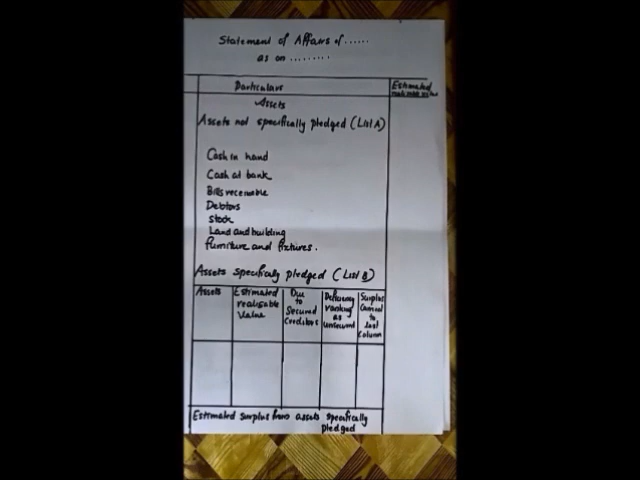 Statement of Affairs of ......
as on .........
Particulars
Estimated
Assets
Assets not specifically pledged (List A)
Cash in hand
Cash at bank
Bills receivable
Debtors
Stock
Land and building
furniture and fixtures.
Assets specifically pledged (List B)
Assets
Estimated
realisable
Value
Due
to
Secured
Creditors
Deficiency
ranking
as
unsecured
Surplus
Carried
to
last
Column
Estimated surplus from assets specifically
pledged